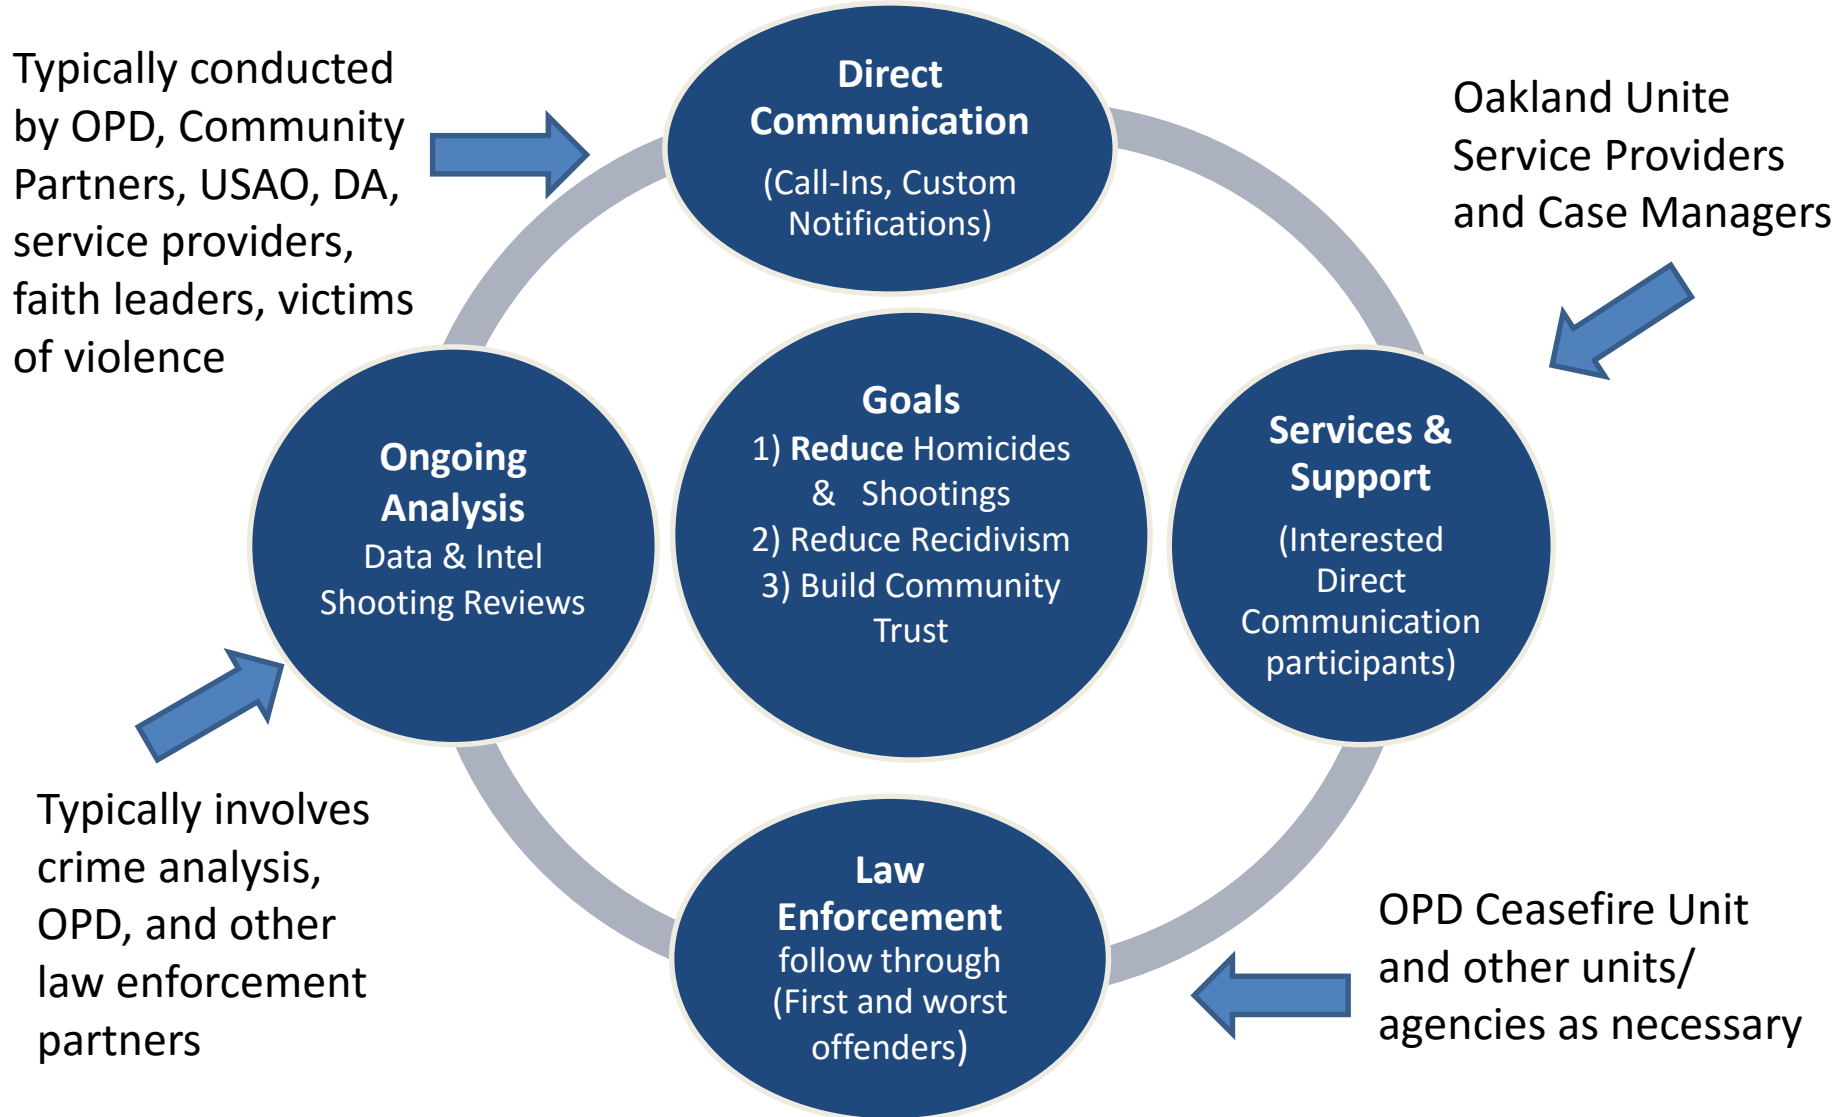 Typically conducted
by OPD, Community
Partners, USAO, DA,
service providers,
faith leaders, victims
of violence
Direct
Communication
(Call-Ins, Custom
Notifications)
Oakland Unite
Service Providers
and Case Managers
Ongoing
Analysis
Data & Intel
Shooting Reviews
Goals
1) Reduce Homicides
& Shootings
2) Reduce Recidivism
3) Build Community
Trust
Services &
Support
(Interested
Direct
Communication
participants)
Typically involves
crime analysis,
OPD, and other
law enforcement
partners
Law
Enforcement
follow through
(First and worst
offenders)
OPD Ceasefire Unit
and other units/
agencies as necessary